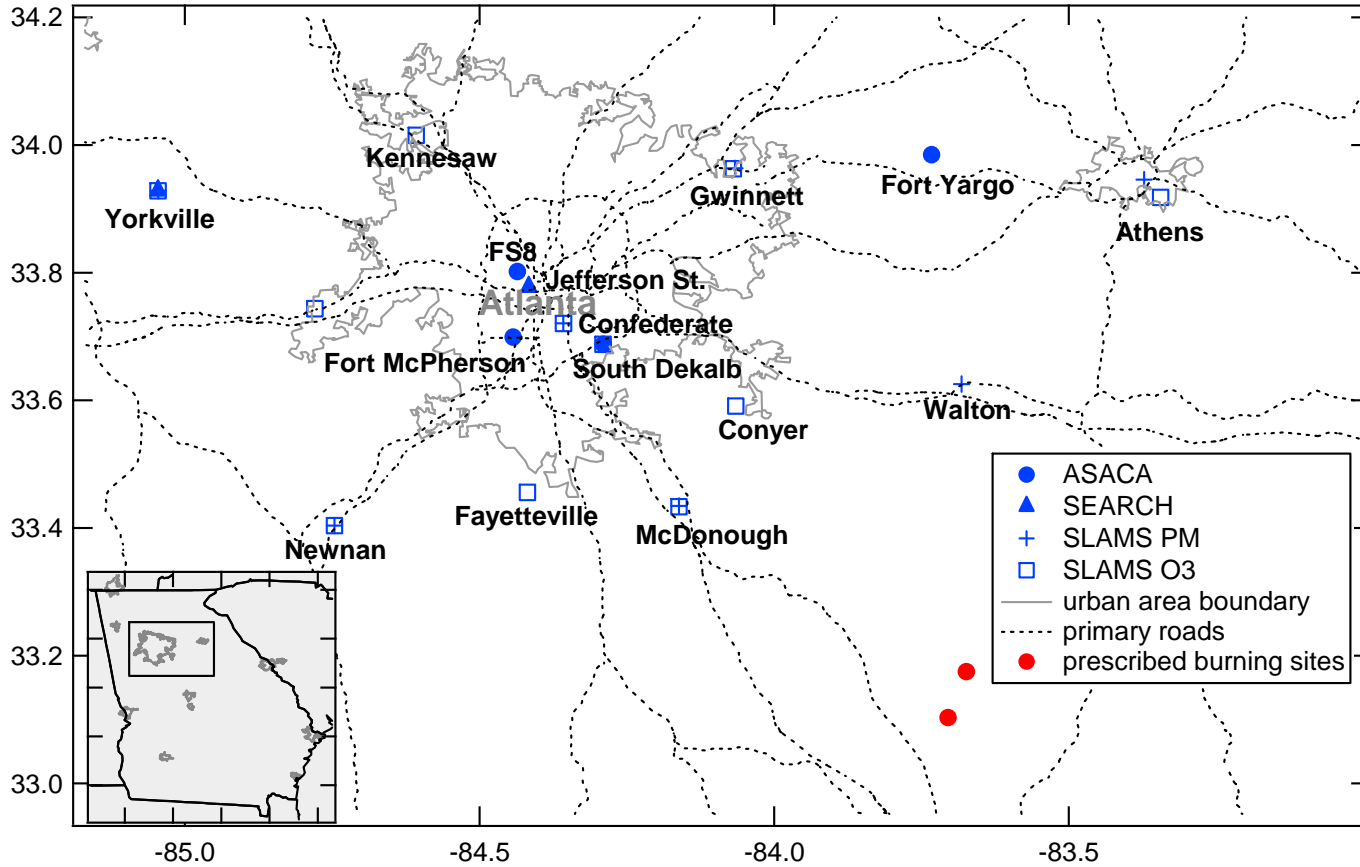 34.2
34.0
33.8
33.6
33.4
33.2
33.0
Kennesaw
Yorkville
Gwinnett
Fort Yargo
Athens
FS8
Jefferson St.
Atlanta
Confederate
Fort McPherson
South Dekalb
Walton
Conyer
Fayetteville
McDonough
Newnan
ASACA
SEARCH
SLAMS PM
SLAMS O3
urban area boundary
primary roads
prescribed burning sites
-85.0
-84.5
-84.0
-83.5